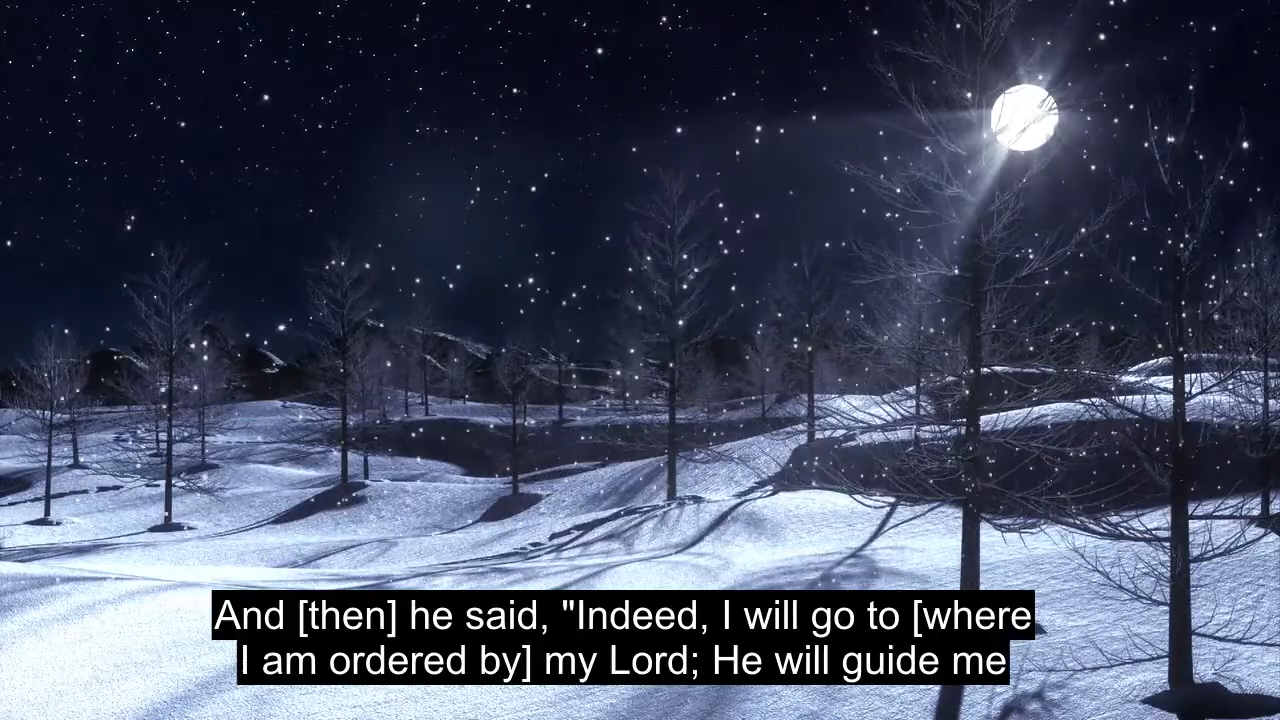 And [then] he said, "Indeed, I will go to [where
I am ordered by] my Lord; He will guide me